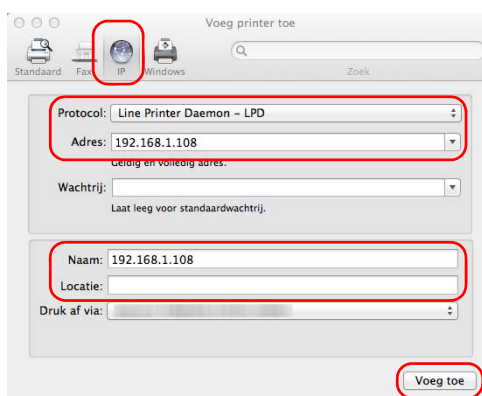 Voeg printer toe
Standaard Fax IP Windows Zoek
Protocol: Line Printer Daemon – LPD
Adres: 192.168.1.108
Geldig en volledig adres.
Wachtrij:
Laat leeg voor standaardwachtrij.
Naam: 192.168.1.108
Locatie:
Druk af via:
Voeg toe